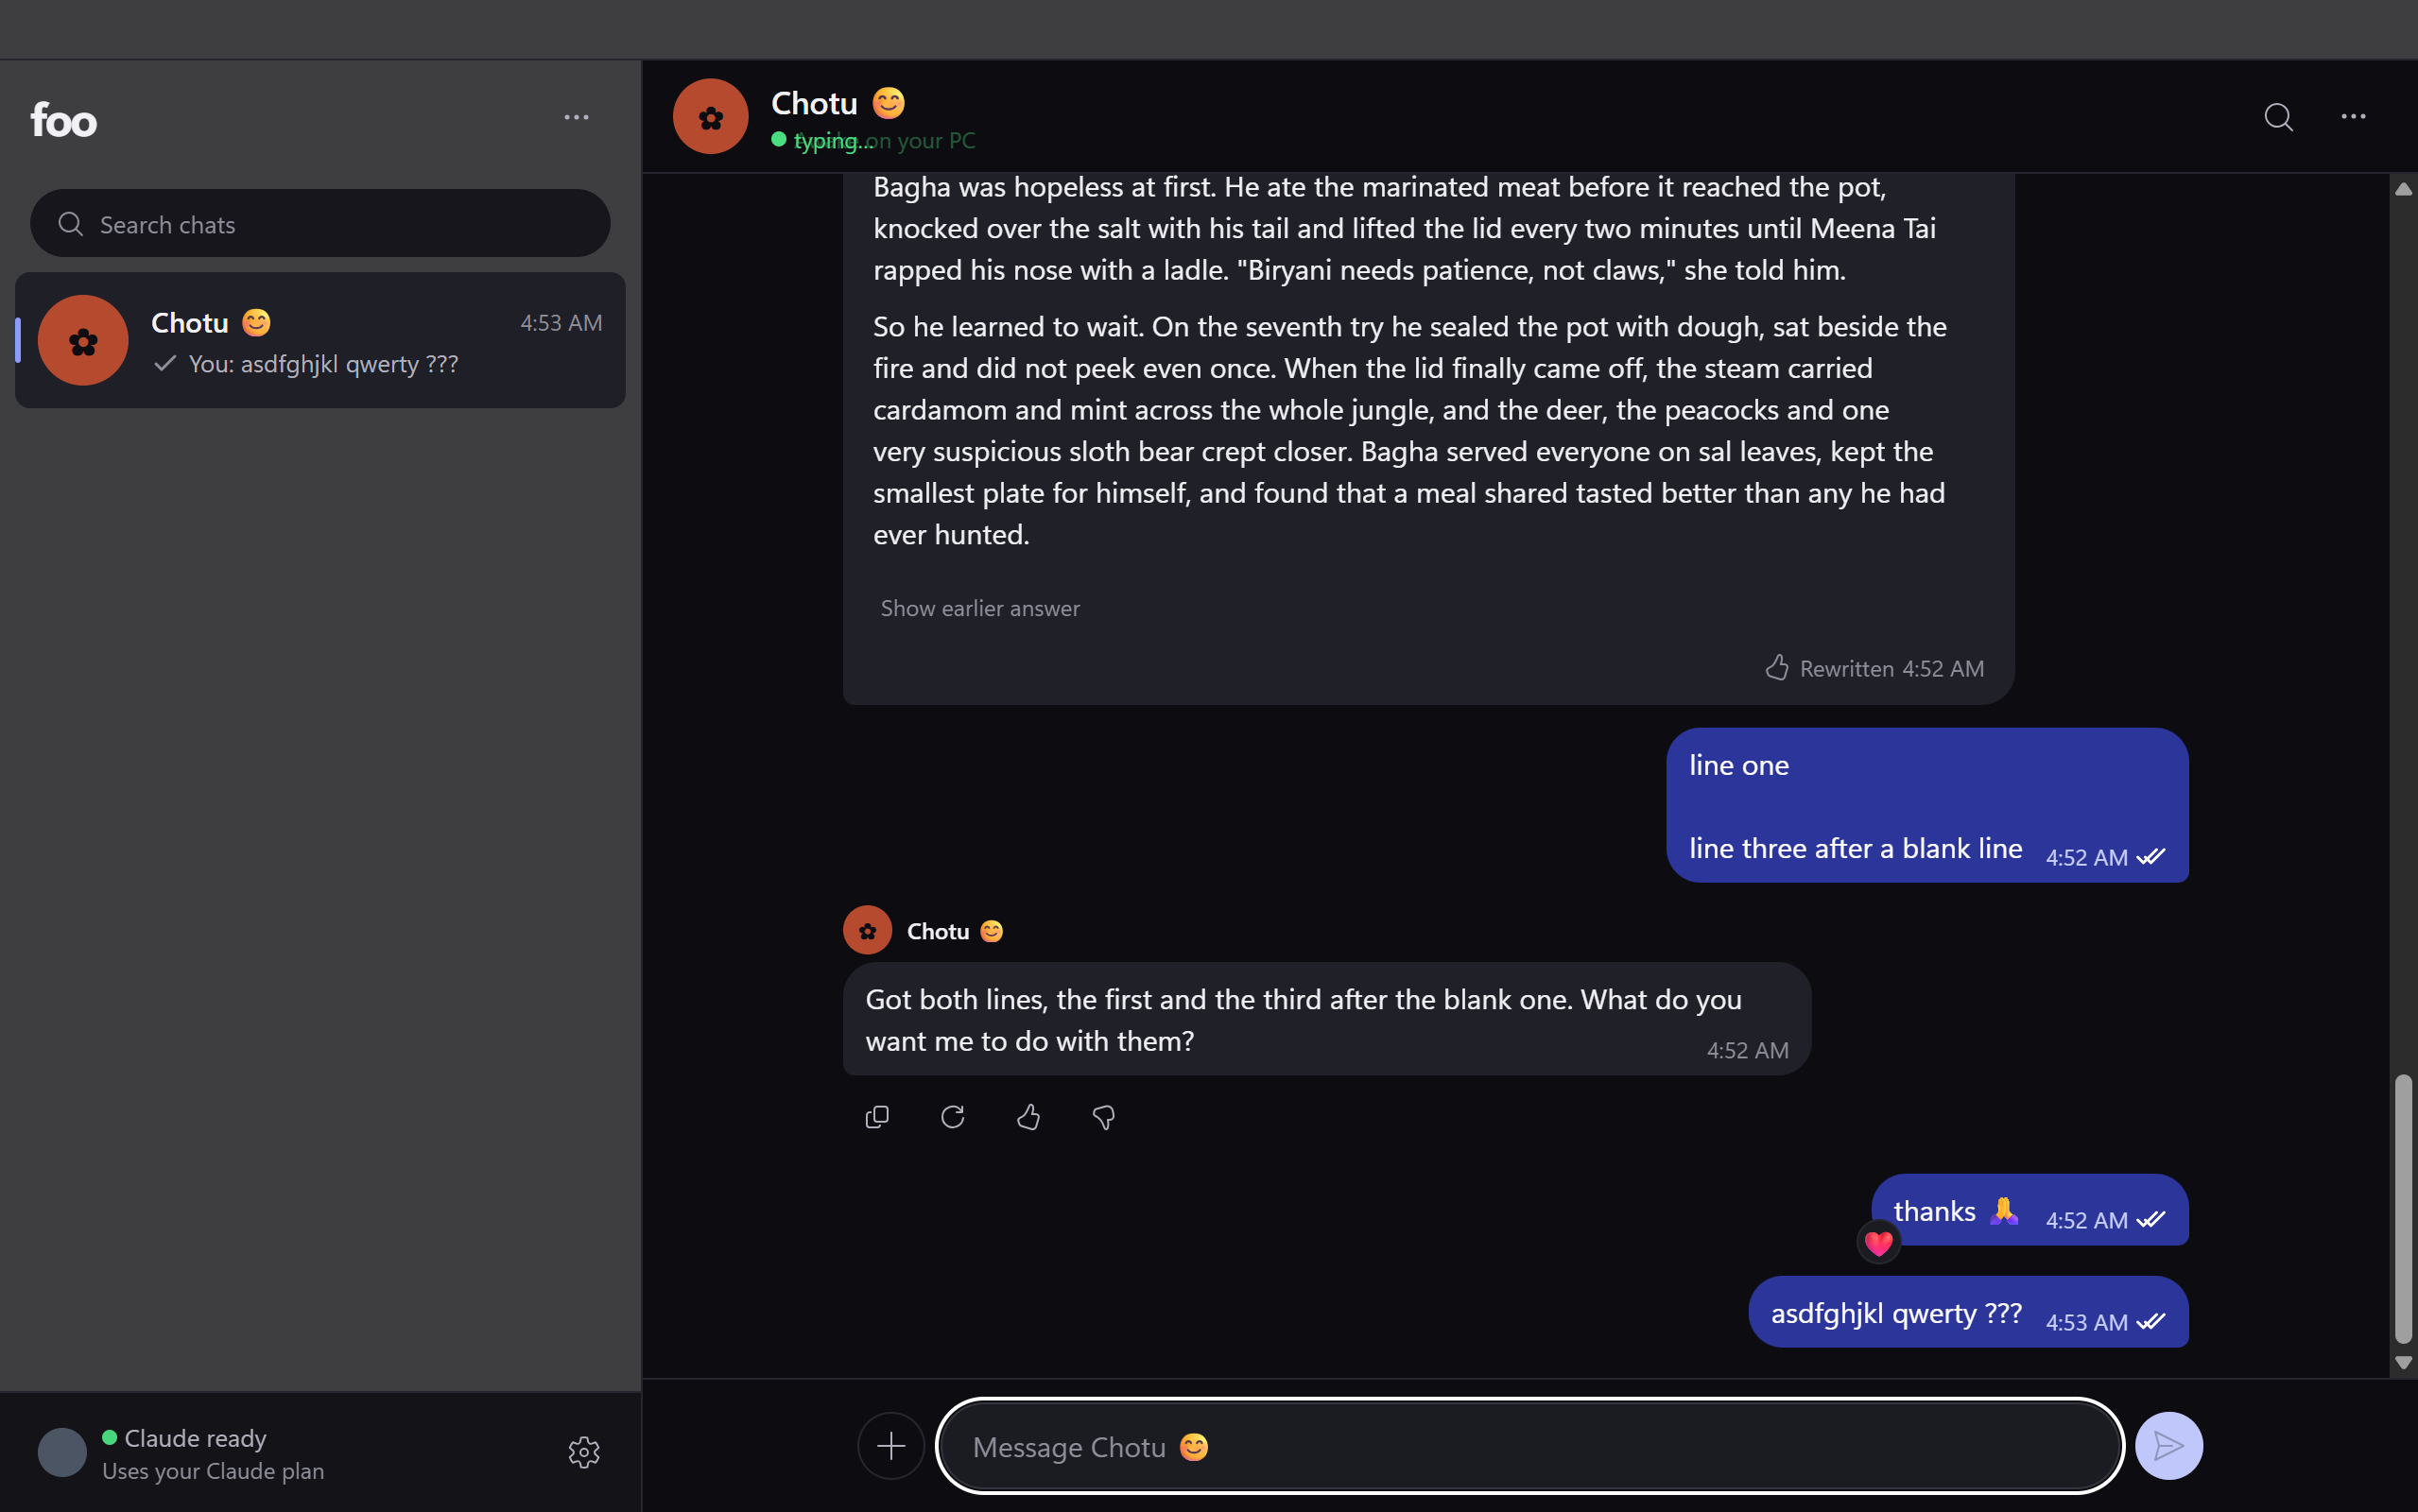 foo
Search chats
Chotu 😊
4:53 AM
You: asdfghjkl qwerty ???
Claude ready
Uses your Claude plan
Chotu 😊
typing...
on your PC
Bagha was hopeless at first. He ate the marinated meat before it reached the pot,
knocked over the salt with his tail and lifted the lid every two minutes until Meena Tai
rapped his nose with a ladle. "Biryani needs patience, not claws," she told him.
So he learned to wait. On the seventh try he sealed the pot with dough, sat beside the
fire and did not peek even once. When the lid finally came off, the steam carried
cardamom and mint across the whole jungle, and the deer, the peacocks and one
very suspicious sloth bear crept closer. Bagha served everyone on sal leaves, kept the
smallest plate for himself, and found that a meal shared tasted better than any he had
ever hunted.
Show earlier answer
Rewritten 4:52 AM
line one
line three after a blank line 4:52 AM
Chotu 😊
Got both lines, the first and the third after the blank one. What do you
want me to do with them?
4:52 AM
thanks 🙏 4:52 AM
❤️
asdfghjkl qwerty ??? 4:53 AM
Message Chotu 😊